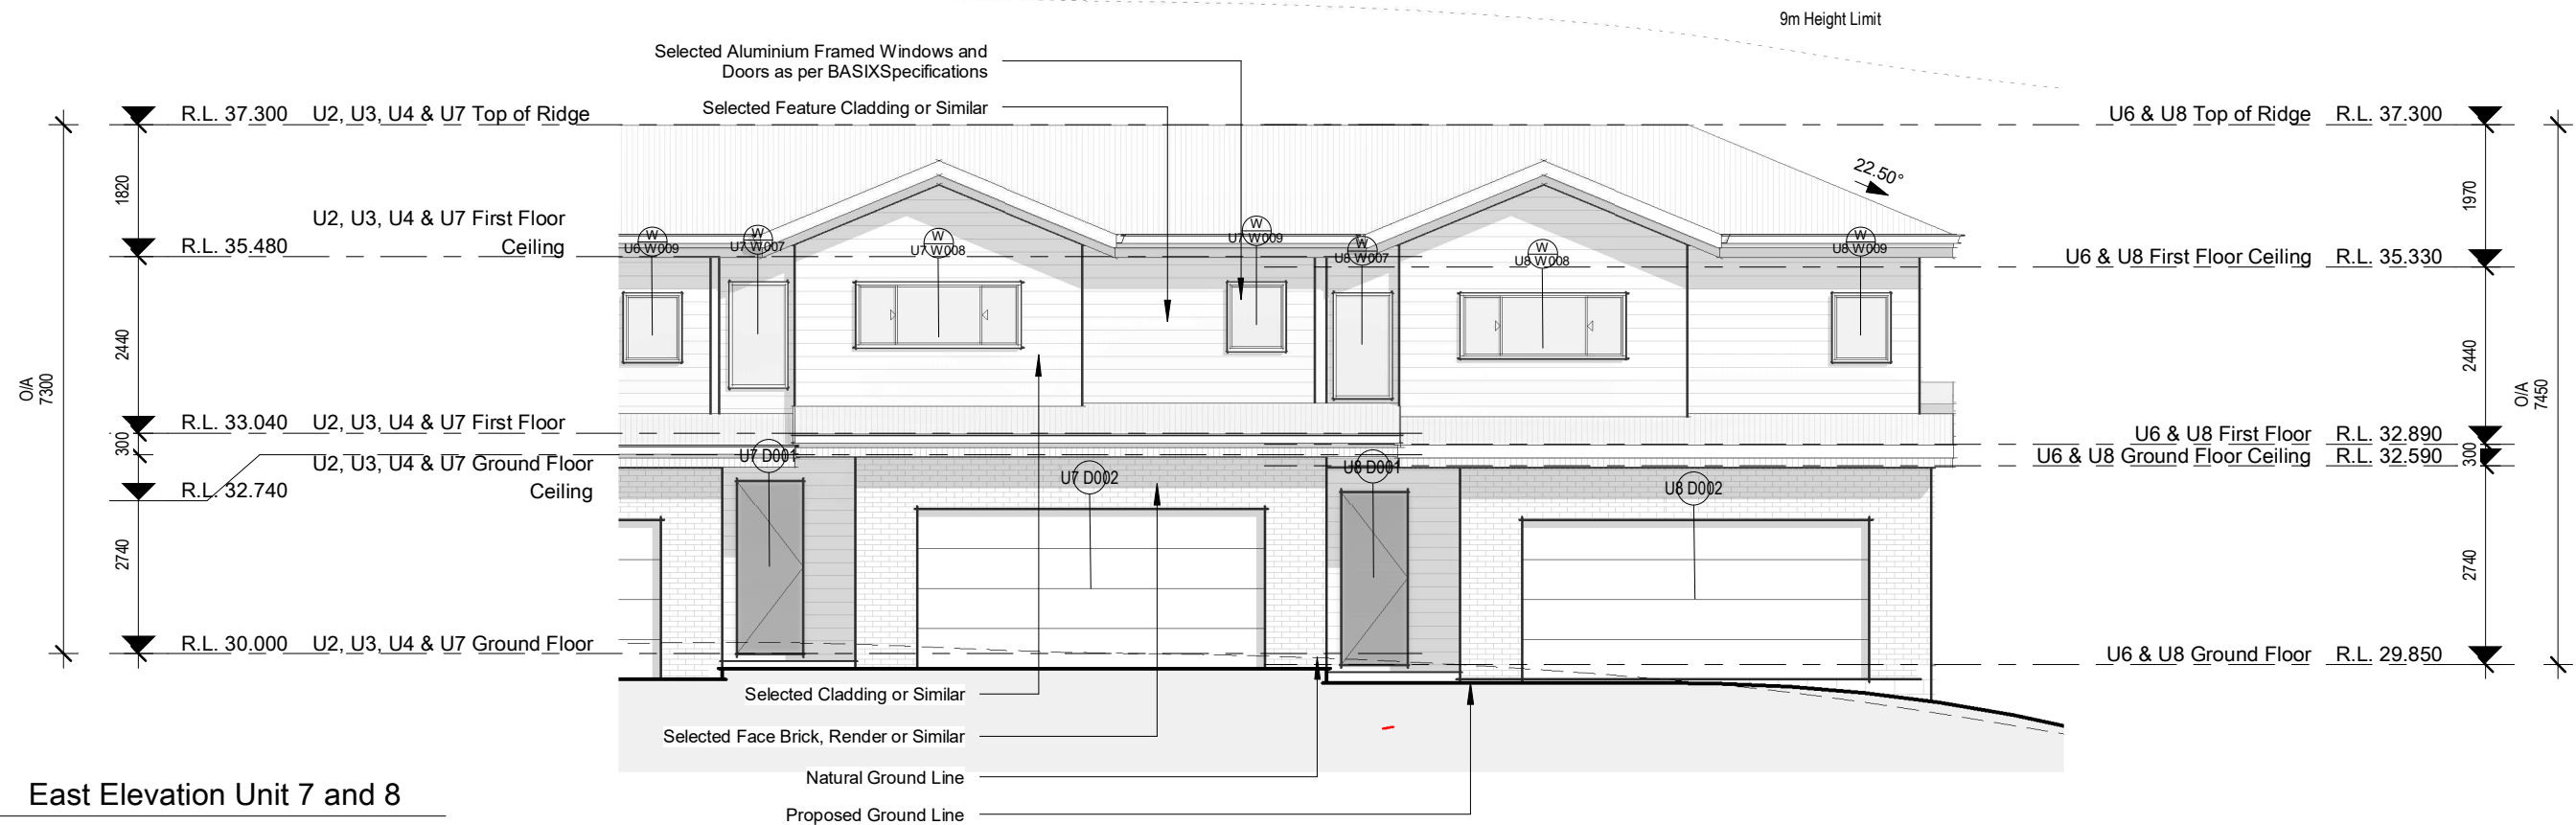 9m Height Limit
Selected Aluminium Framed Windows and
Doors as per BASIXSpecifications
Selected Feature Cladding or Similar
R.L. 37.300 U2, U3, U4 & U7 Top of Ridge
U6 & U8 Top of Ridge R.L. 37.300
22.50°
1820
1970
U2, U3, U4 & U7 First Floor
R.L. 35.480 Ceiling
U6 & U8 First Floor Ceiling R.L. 35.330
W
U6 W009
W
U7 W007
W
U7 W008
W
U7 W009
W
U8 W007
W
U8 W008
W
U8 W009
2440
2440
O/A
7300
O/A
7450
R.L. 33.040 U2, U3, U4 & U7 First Floor
U6 & U8 First Floor R.L. 32.890
300
300
U2, U3, U4 & U7 Ground Floor
R.L. 32.740 Ceiling
U6 & U8 Ground Floor Ceiling R.L. 32.590
U7 D001
U7 D002
U8 D001
U8 D002
2740
2740
R.L. 30.000 U2, U3, U4 & U7 Ground Floor
U6 & U8 Ground Floor R.L. 29.850
Selected Cladding or Similar
Selected Face Brick, Render or Similar
Natural Ground Line
Proposed Ground Line
East Elevation Unit 7 and 8